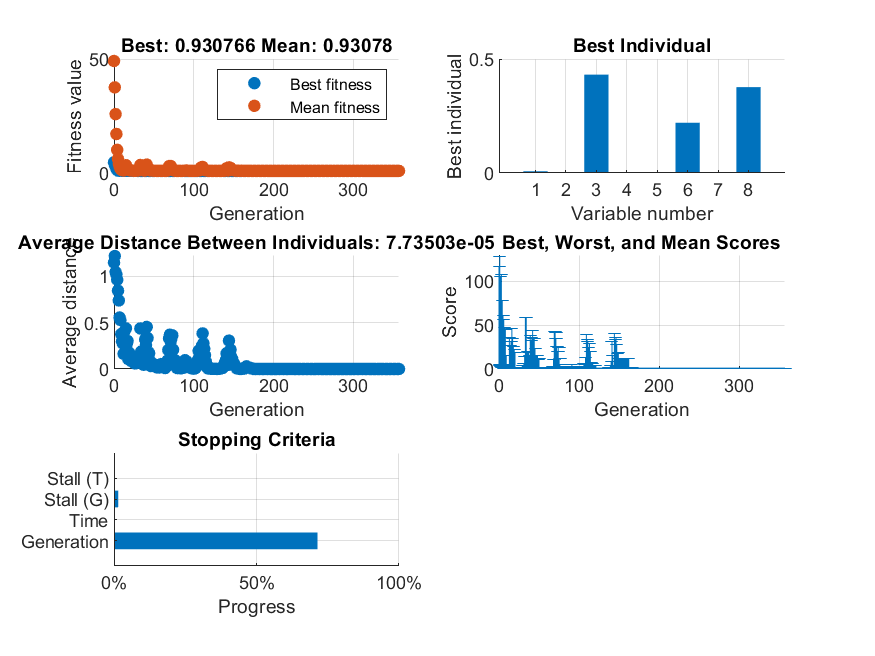 Best: 0.930766 Mean: 0.93078
Fitness value
50
0
Best fitness
Mean fitness
0 100 200 300
Generation
Best Individual
Best individual
0.5
0
1 2 3 4 5 6 7 8
Variable number
Average Distance Between Individuals: 7.73503e-05
Average distance
1
0.5
0
0 100 200 300
Generation
Best, Worst, and Mean Scores
Score
100
50
0
0 100 200 300
Generation
Stopping Criteria
Stall (T)
Stall (G)
Time
Generation
0% 50% 100%
Progress